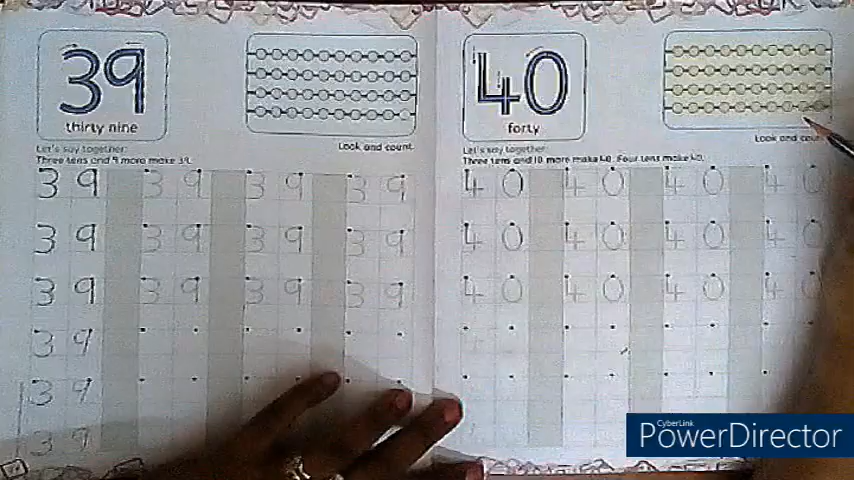 39
thirty nine
Look and count.
Let's say together:
Three tens and 9 more make 39.
39 39 39 39
39 39 39 39
39 39 39 39
39
39
39
40
forty
Look and count
Let's say together:
Three tens and 10 more make 40. Four tens make 40.
40 40 40 40
40 40 40 40
40 40 40 40
CyberLink
PowerDirector